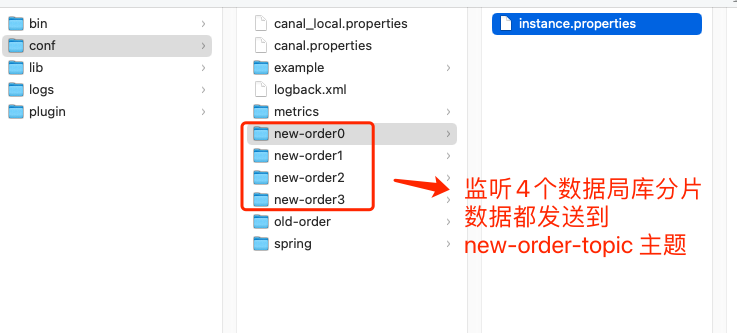 bin
conf
lib
logs
plugin
canal_local.properties
canal.properties
example
logback.xml
metrics
new-order0
new-order1
new-order2
new-order3
old-order
spring
instance.properties
监听4个数据局库分片
数据都发送到
new-order-topic 主题